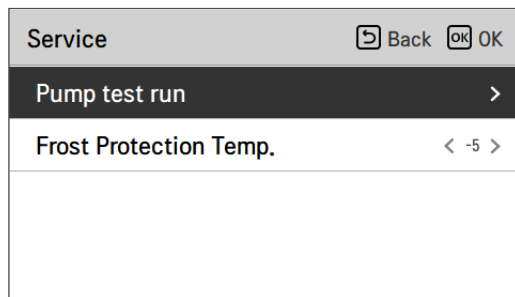 Service Back OK OK
Pump test run >
Frost Protection Temp. < -5 >